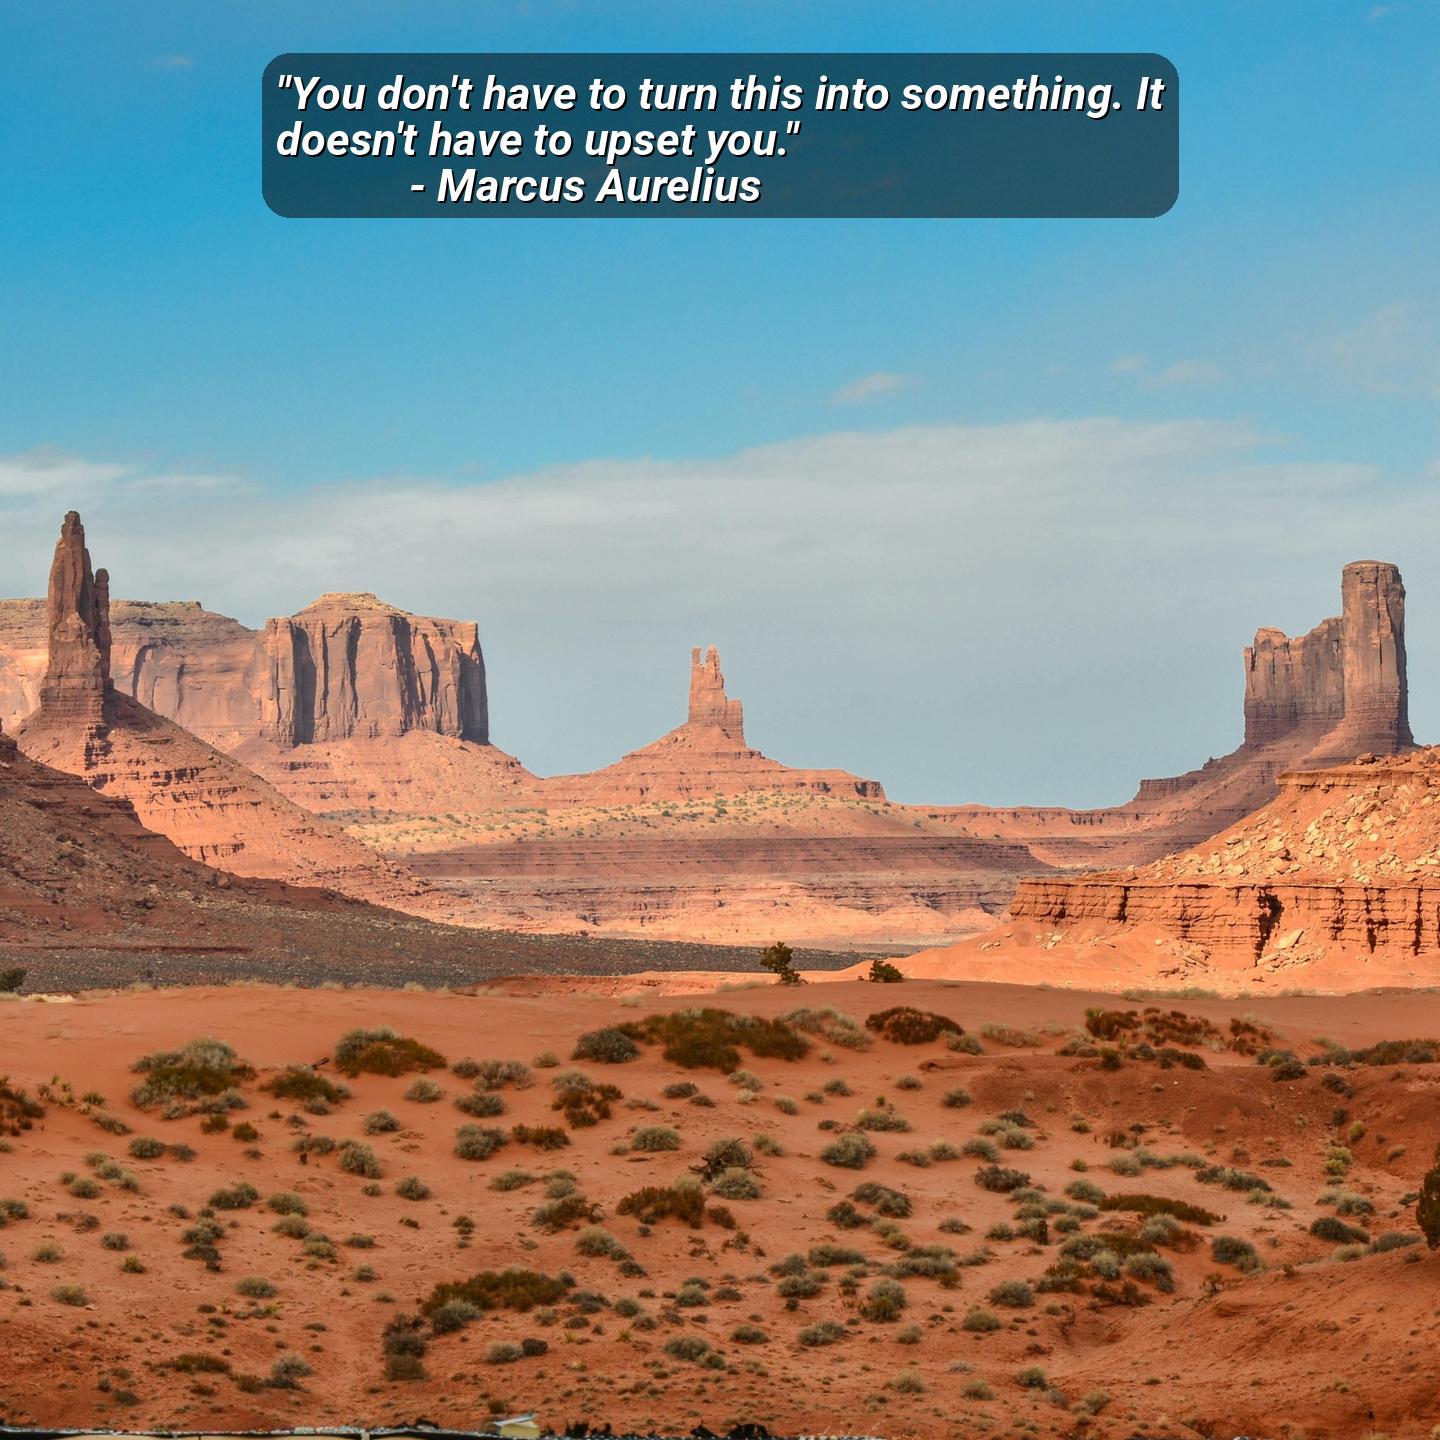 "You don't have to turn this into something. It
doesn't have to upset you."
- Marcus Aurelius